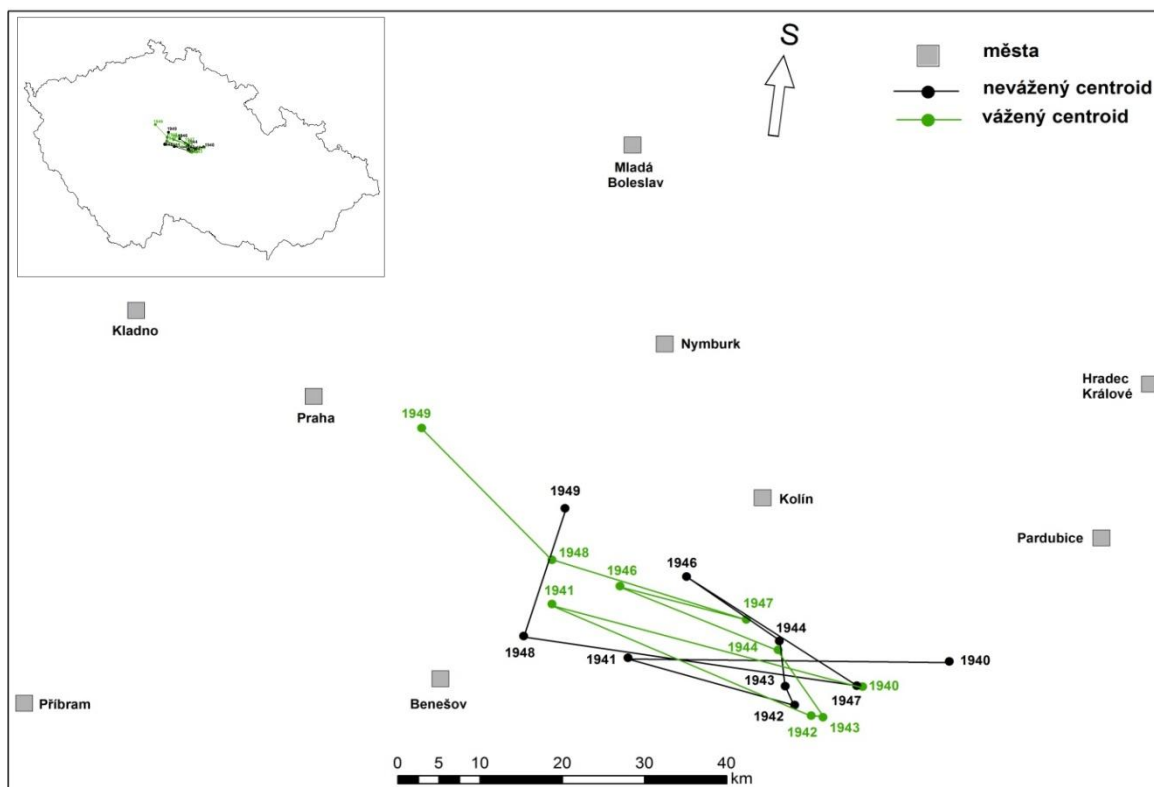 S
města
nevážený centroid
vážený centroid
Mladá
Boleslav
Kladno
Nymburk
Hradec
Králové
Praha
1949
1949
Kolín
Pardubice
1948
1946
1946
1941
1947
1944
1944
1948
1941
1940
1943
1940
1947
Příbram
Benešov
1942
1942
1943
0 5 10 20 30 40
km
1949
1940